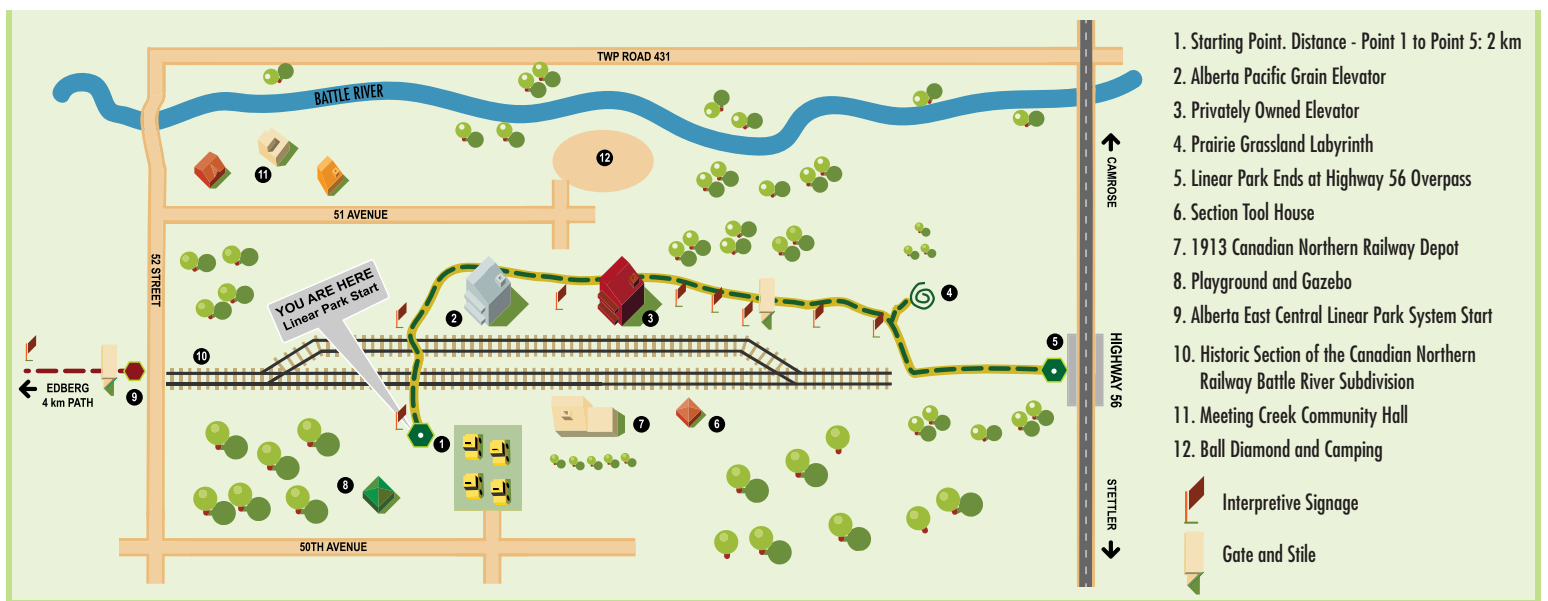 TWP ROAD 431
BATTLE RIVER
12
11
CAMROSE
51 AVENUE
52 STREET
YOU ARE HERE
Linear Park Start
4
2
3
10
5
HIGHWAY 56
EDBERG
4 km PATH
9
7
6
1
8
STETTLER
50TH AVENUE
1. Starting Point. Distance - Point 1 to Point 5: 2 km
2. Alberta Pacific Grain Elevator
3. Privately Owned Elevator
4. Prairie Grassland Labyrinth
5. Linear Park Ends at Highway 56 Overpass
6. Section Tool House
7. 1913 Canadian Northern Railway Depot
8. Playground and Gazebo
9. Alberta East Central Linear Park System Start
10. Historic Section of the Canadian Northern
Railway Battle River Subdivision
11. Meeting Creek Community Hall
12. Ball Diamond and Camping
Interpretive Signage
Gate and Stile